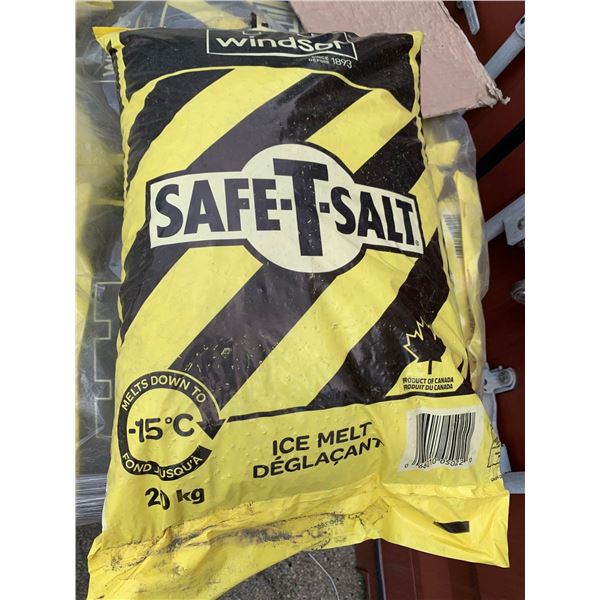 windsor
SINCE
DEPUIS 1893
SAFE-T-SALT
PRODUCT OF CANADA
PRODUIT DU CANADA
MELTS DOWN TO
-15°C
FOND JUSQU'À
ICE MELT
DÉGLAÇANT
20 kg